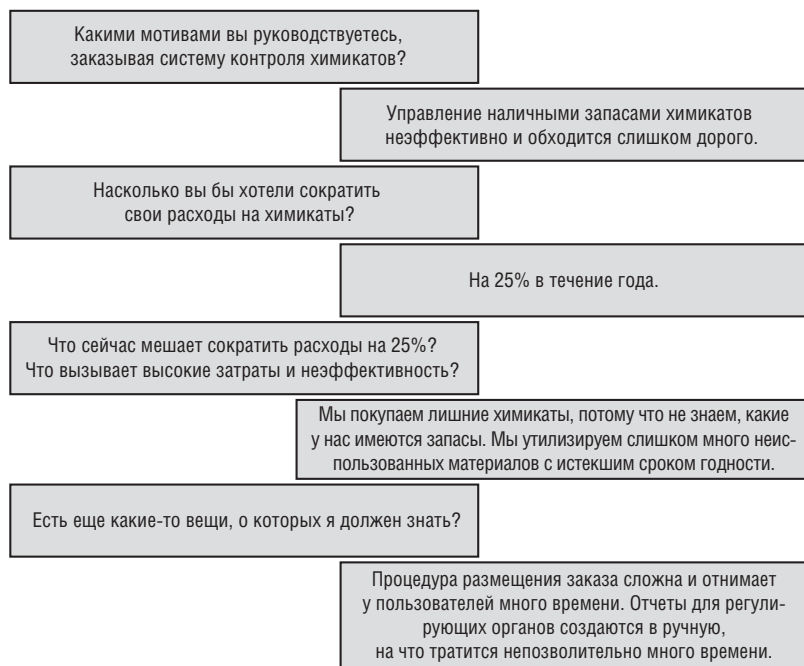 Какими мотивами вы руководствуетесь,
заказывая систему контроля химикатов?
Управление наличными запасами химикатов
неэффективно и обходится слишком дорого.
Насколько вы бы хотели сократить
свои расходы на химикаты?
На 25% в течение года.
Что сейчас мешает сократить расходы на 25%?
Что вызывает высокие затраты и неэффективность?
Мы покупаем лишние химикаты, потому что не знаем, какие
у нас имеются запасы. Мы утилизируем слишком много неис-
пользованных материалов с истекшим сроком годности.
Есть еще какие-то вещи, о которых я должен знать?
Процедура размещения заказа сложна и отнимает
у пользователей много времени. Отчеты для регули-
рующих органов создаются в ручную,
на что тратится непозволительно много времени.